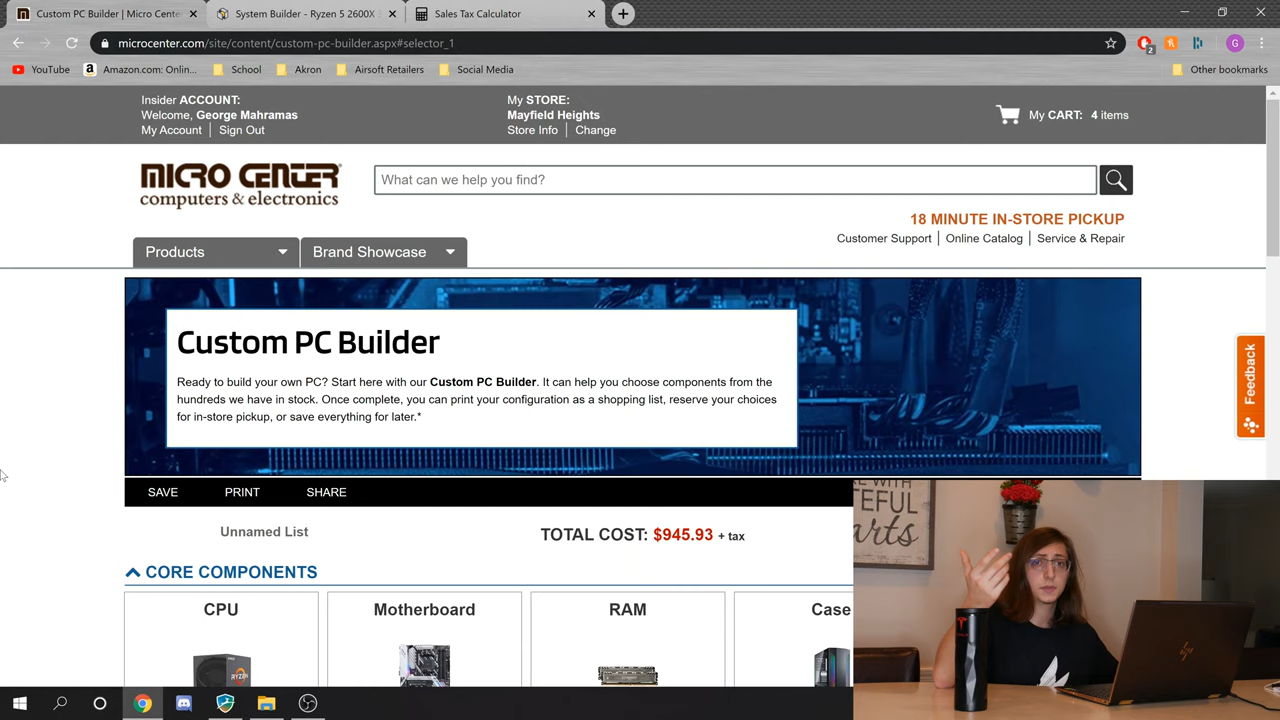 Custom PC Builder | Micro Cente
System Builder - Ryzen 5 2600X
Sales Tax Calculator
microcenter.com/site/content/custom-pc-builder.aspx#selector_1
2
G
YouTube
Amazon.com: Onlin...
School
Akron
Airsoft Retailers
Social Media
Other bookmarks
Insider ACCOUNT:
Welcome, George Mahramas
My Account | Sign Out
My STORE:
Mayfield Heights
Store Info | Change
My CART: 4 items
MICRO CENTER
computers & electronics
What can we help you find?
18 MINUTE IN-STORE PICKUP
Customer Support | Online Catalog | Service & Repair
Products
Brand Showcase
Custom PC Builder
Ready to build your own PC? Start here with our Custom PC Builder. It can help you choose components from the
hundreds we have in stock. Once complete, you can print your configuration as a shopping list, reserve your choices
for in-store pickup, or save everything for later.*
Feedback
SAVE
PRINT
SHARE
Unnamed List
TOTAL COST: $945.93 + tax
CORE COMPONENTS
CPU
Motherboard
RAM
Case
RYZEN
WITH
TEFUL
arts
hp